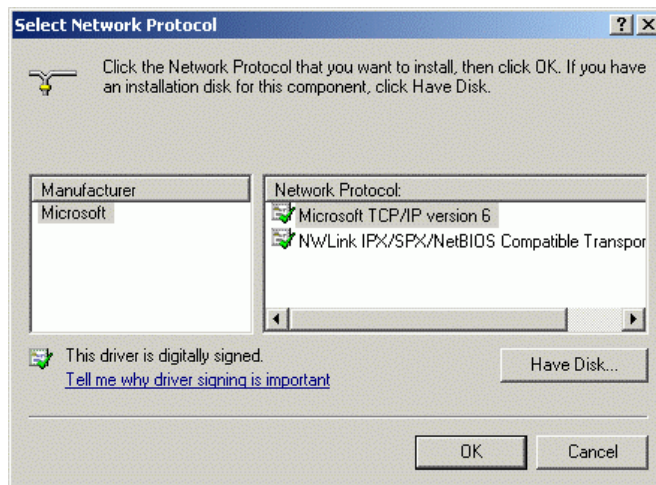 Select Network Protocol
Click the Network Protocol that you want to install, then click OK. If you have
an installation disk for this component, click Have Disk.
Manufacturer
Microsoft
Network Protocol:
Microsoft TCP/IP version 6
NWLink IPX/SPX/NetBIOS Compatible Transpor
This driver is digitally signed.
Tell me why driver signing is important
Have Disk...
OK
Cancel